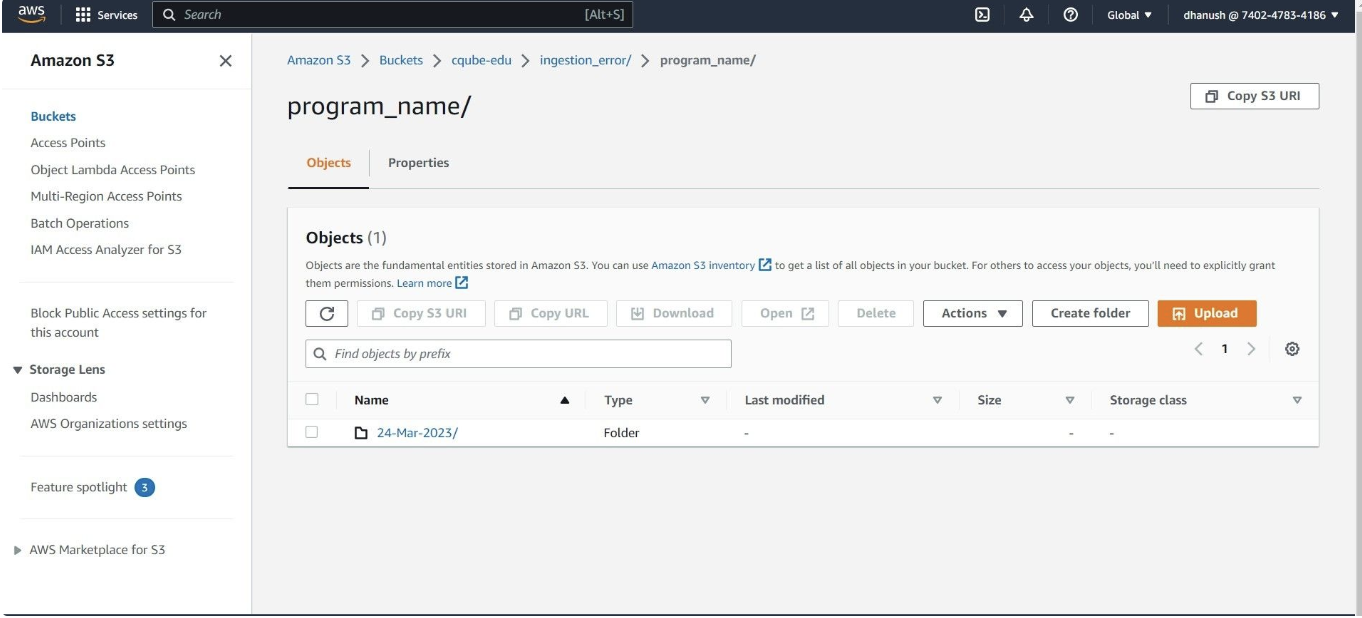 aws
Services
Search [Alt+S]
Global
dhanush @ 7402-4783-4186
Amazon S3
Buckets
Access Points
Object Lambda Access Points
Multi-Region Access Points
Batch Operations
IAM Access Analyzer for S3
Block Public Access settings for
this account
Storage Lens
Dashboards
AWS Organizations settings
Feature spotlight 3
AWS Marketplace for S3
Amazon S3 > Buckets > cqube-edu > ingestion_error/ > program_name/
program_name/
Copy S3 URI
Objects Properties
Objects (1)
Objects are the fundamental entities stored in Amazon S3. You can use Amazon S3 inventory to get a list of all objects in your bucket. For others to access your objects, you'll need to explicitly grant
them permissions. Learn more
Copy S3 URI Copy URL Download Open Delete Actions Create folder Upload
Find objects by prefix
1
Name Type Last modified Size Storage class
24-Mar-2023/ Folder - - -